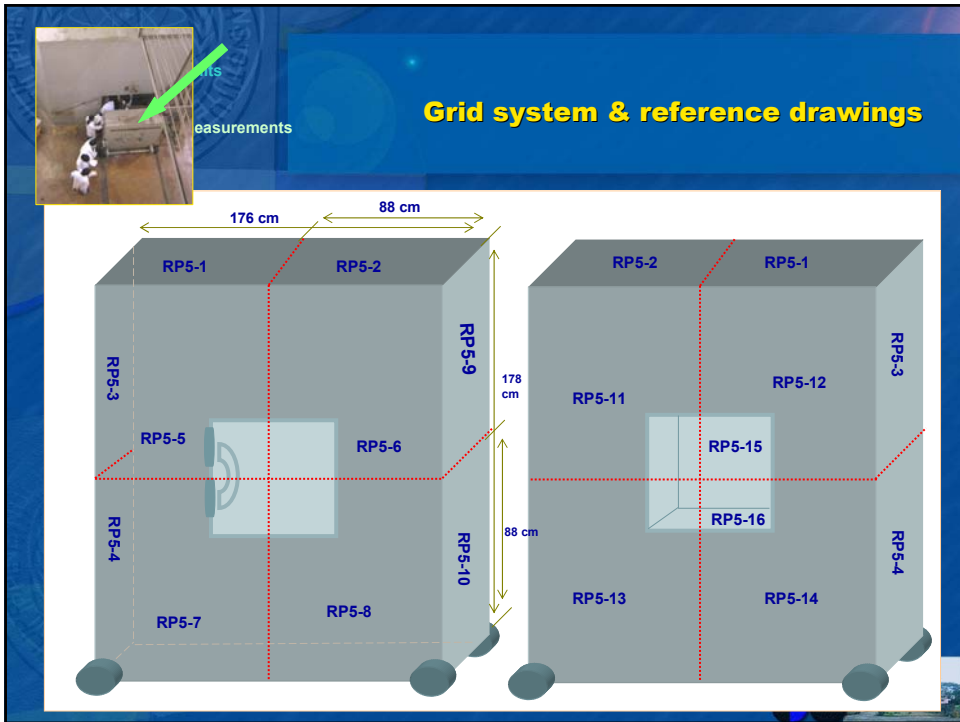 its
Grid system & reference drawings
easurements
176 cm
88 cm
RP5-1
RP5-2
RP5-3
RP5-9
178
cm
RP5-5
RP5-6
RP5-4
88 cm
RP5-10
RP5-7
RP5-8
RP5-2
RP5-1
RP5-3
RP5-11
RP5-12
RP5-15
RP5-16
RP5-4
RP5-13
RP5-14